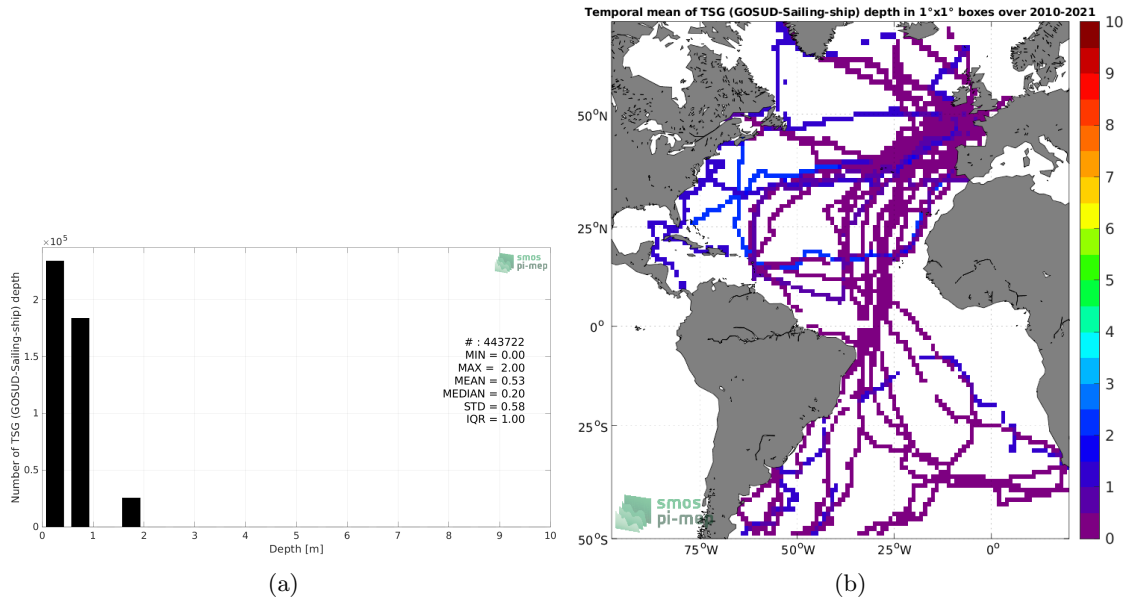 Temporal mean of TSG (GOSUD-Sailing-ship) depth in 1°x1° boxes over 2010-2021
×10⁵
Number of TSG (GOSUD-Sailing-ship) depth
2
1.5
1
0.5
0
smos
pi-mep
# : 443722
MIN = 0.00
MAX = 2.00
MEAN = 0.53
MEDIAN = 0.20
STD = 0.58
IQR = 1.00
0 1 2 3 4 5 6 7 8 9 10
Depth [m]
(a)
50°N
25°N
0°
25°S
50°S
75°W 50°W 25°W 0°
smos
pi-mep
10
9
8
7
6
5
4
3
2
1
0
(b)